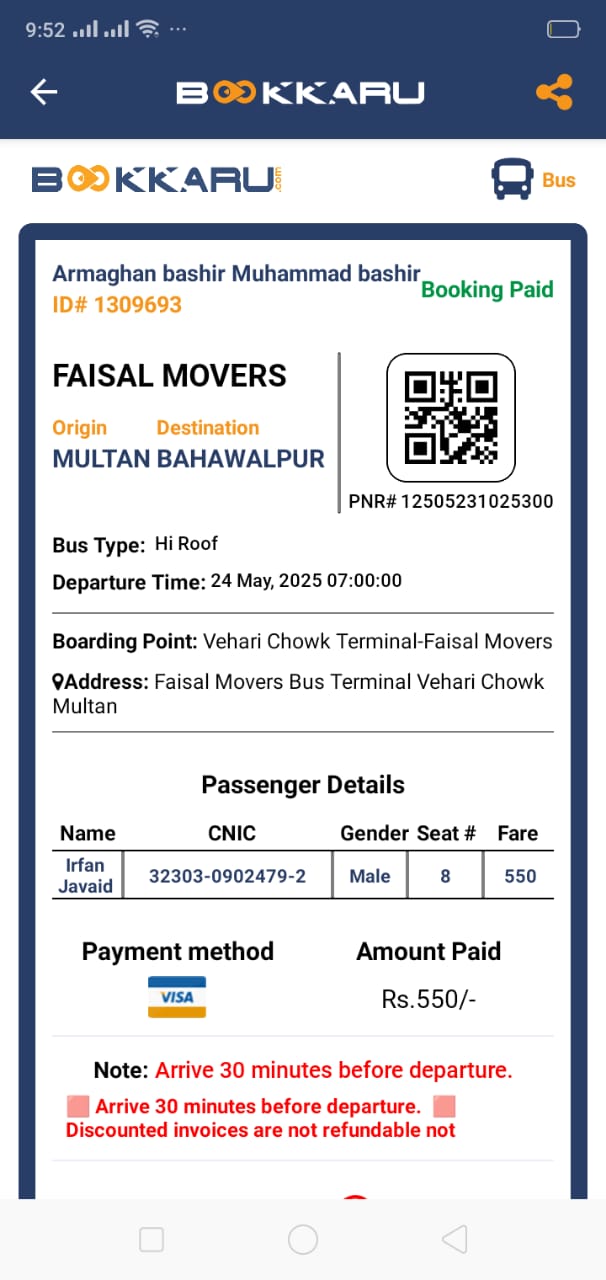 9:52
BOOKKARU
BOOKKARU.com
Bus
Armaghan bashir Muhammad bashir
Booking Paid
ID# 1309693
FAISAL MOVERS
Origin Destination
MULTAN BAHAWALPUR
PNR# 12505231025300
Bus Type: Hi Roof
Departure Time: 24 May, 2025 07:00:00
Boarding Point: Vehari Chowk Terminal-Faisal Movers
Address: Faisal Movers Bus Terminal Vehari Chowk
Multan
Passenger Details
Name CNIC Gender Seat # Fare
Irfan
Javaid 32303-0902479-2 Male 8 550
Payment method Amount Paid
VISA Rs.550/-
Note: Arrive 30 minutes before departure.
Arrive 30 minutes before departure.
Discounted invoices are not refundable not